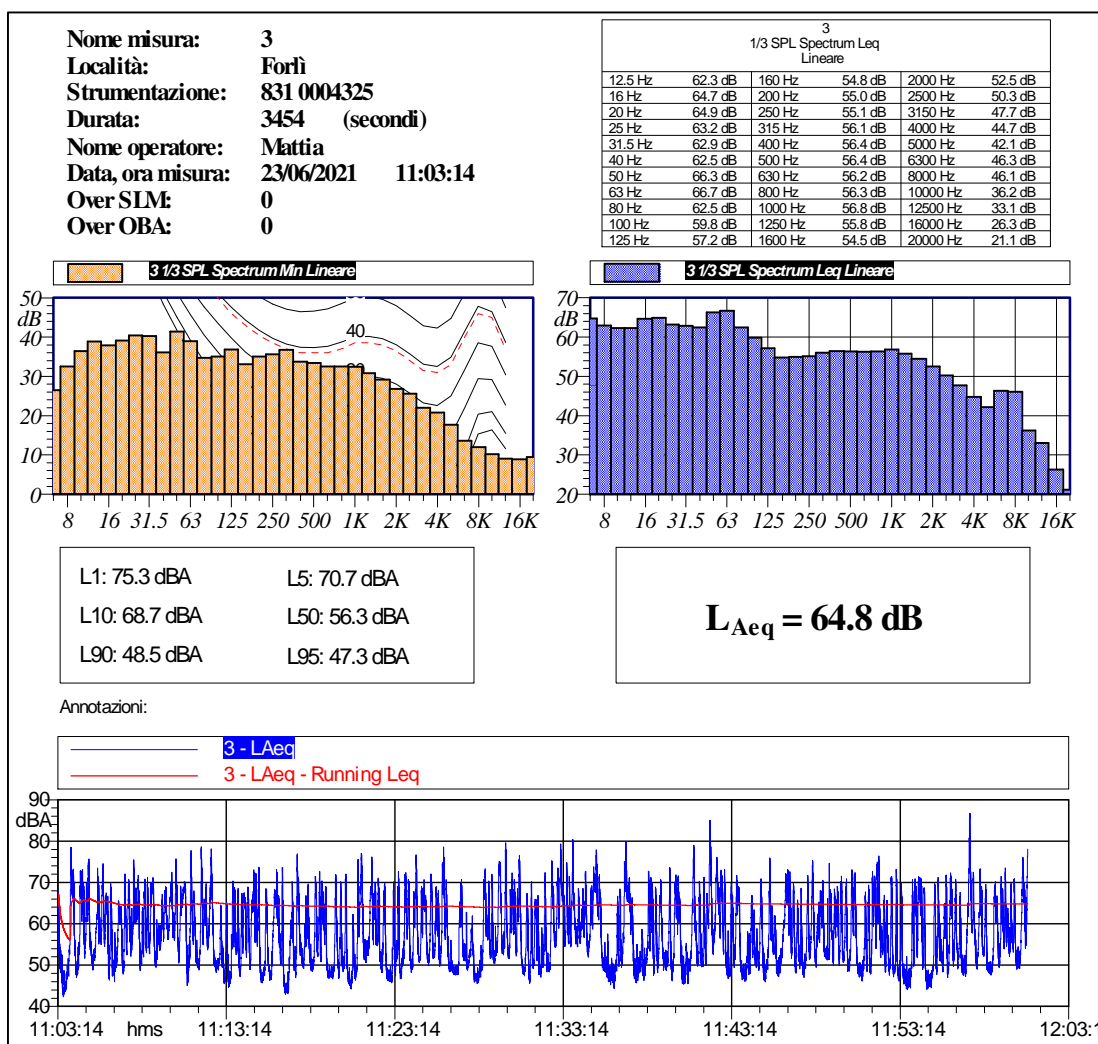 Nome misura: 3
Località: Forlì
Strumentazione: 831 0004325
Durata: 3454 (secondi)
Nome operatore: Mattia
Data, ora misura: 23/06/2021 11:03:14
Over SLM: 0
Over OBA: 0
3
1/3 SPL Spectrum Leq
Lineare
12.5 Hz 62.3 dB 160 Hz 54.8 dB 2000 Hz 52.5 dB
16 Hz 64.7 dB 200 Hz 55.0 dB 2500 Hz 50.3 dB
20 Hz 64.9 dB 250 Hz 55.1 dB 3150 Hz 47.7 dB
25 Hz 63.2 dB 315 Hz 56.1 dB 4000 Hz 44.7 dB
31.5 Hz 62.9 dB 400 Hz 56.4 dB 5000 Hz 42.1 dB
40 Hz 62.5 dB 500 Hz 56.4 dB 6300 Hz 46.3 dB
50 Hz 66.3 dB 630 Hz 56.2 dB 8000 Hz 46.1 dB
63 Hz 66.7 dB 800 Hz 56.3 dB 10000 Hz 36.2 dB
80 Hz 62.5 dB 1000 Hz 56.8 dB 12500 Hz 33.1 dB
100 Hz 59.8 dB 1250 Hz 55.8 dB 16000 Hz 26.3 dB
125 Hz 57.2 dB 1600 Hz 54.5 dB 20000 Hz 21.1 dB
3 1/3 SPL Spectrum Min Lineare
50
dB
40
40
30
20
10
0
8 16 31.5 63 125 250 500 1K 2K 4K 8K 16K
3 1/3 SPL Spectrum Leq Lineare
70
dB
60
50
40
30
20
8 16 31.5 63 125 250 500 1K 2K 4K 8K 16K
L1: 75.3 dBA L5: 70.7 dBA
L10: 68.7 dBA L50: 56.3 dBA
L90: 48.5 dBA L95: 47.3 dBA
LAeq = 64.8 dB
Annotazioni:
3 - LAeq
3 - LAeq - Running Leq
90
dBA
80
70
60
50
40
11:03:14 hms 11:13:14 11:23:14 11:33:14 11:43:14 11:53:14 12:03:1